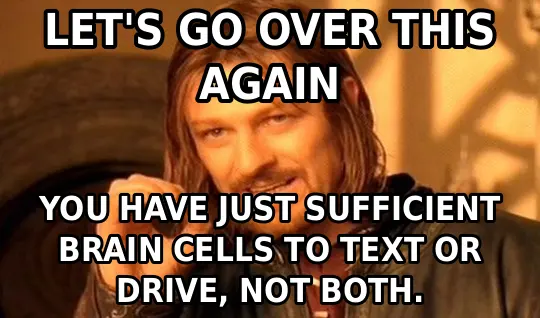 LET'S GO OVER THIS
AGAIN
YOU HAVE JUST SUFFICIENT
BRAIN CELLS TO TEXT OR
DRIVE, NOT BOTH.